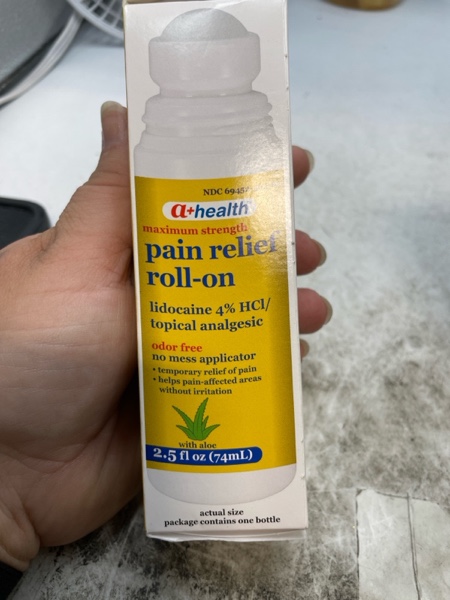 NDC
a+health
maximum strength
pain relief
roll-on
lidocaine 4% HCl/
topical analgesic
odor free
no mess applicator
• temporary relief of pain
• helps pain-affected areas
without irritation
with aloe
2.5 fl oz (74mL)
actual size
package contains one bottle